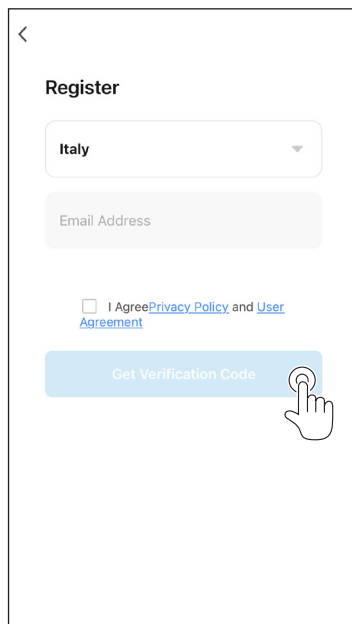 Register
Italy
Email Address
I AgreePrivacy Policy and User
Agreement
Get Verification Code